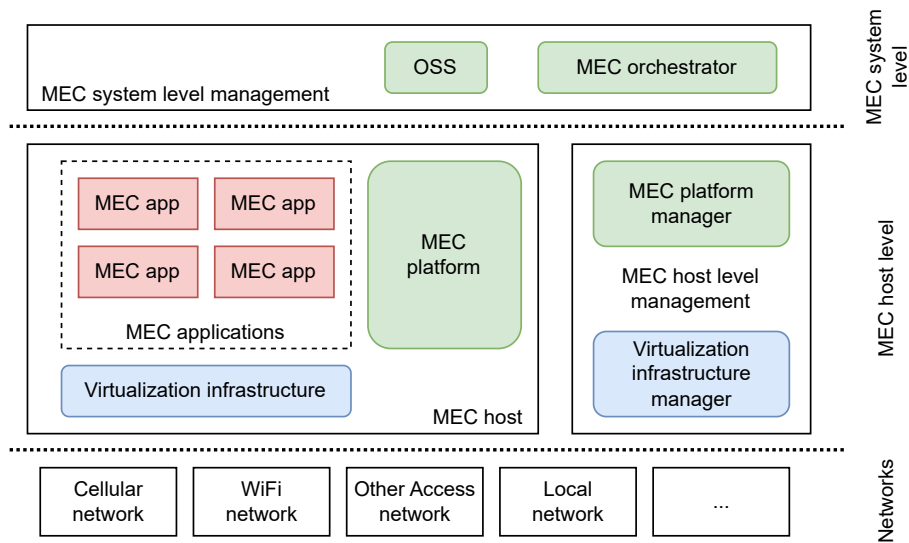 OSS
MEC orchestrator
MEC system level management
MEC system
level
MEC app
MEC app
MEC app
MEC app
MEC applications
MEC
platform
Virtualization infrastructure
MEC host
MEC platform
manager
MEC host level
management
Virtualization
infrastructure
manager
MEC host level
Cellular
network
WiFi
network
Other Access
network
Local
network
...
Networks